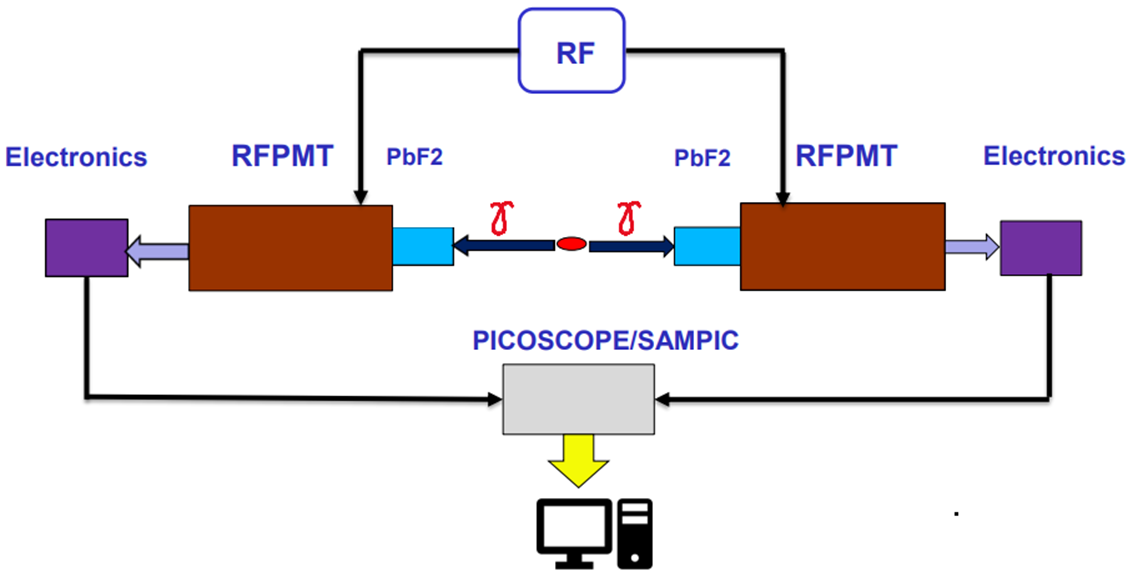 RF
Electronics
RFPMT
PbF2
PbF2
RFPMT
Electronics
γ
γ
PICOSCOPE/SAMPIC
.